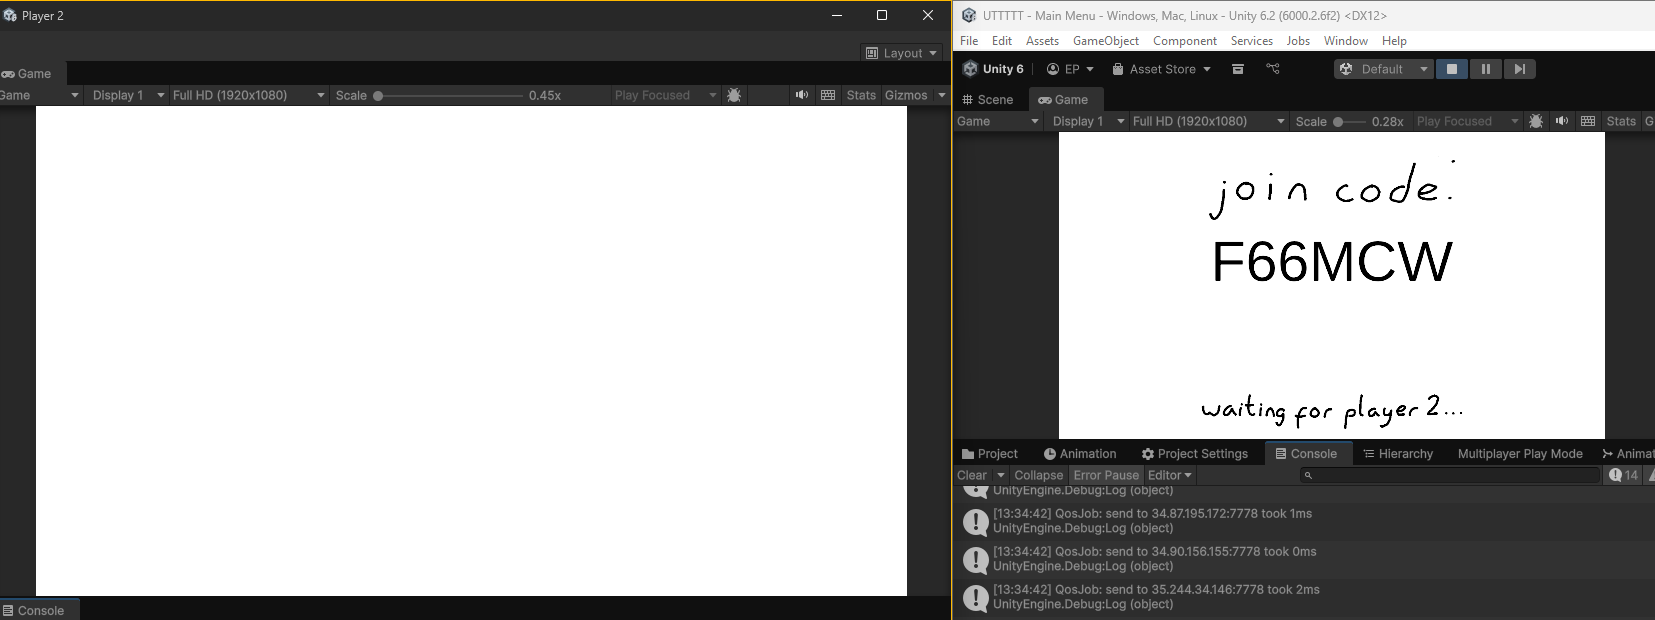 Player 2
Layout
Game
Game
Display 1
Full HD (1920x1080)
Scale
0.45x
Play Focused
Stats
Gizmos
Console
UTTTTT - Main Menu - Windows, Mac, Linux - Unity 6.2 (6000.2.6f2) <DX12>
File Edit Assets GameObject Component Services Jobs Window Help
Unity 6
EP
Asset Store
Default
Scene
Game
Game
Display 1
Full HD (1920x1080)
Scale
0.28x
Play Focused
Stats
G
join code:
F66MCW
waiting for player 2...
Project
Animation
Project Settings
Console
Hierarchy
Multiplayer Play Mode
Animat
Clear
Collapse
Error Pause
Editor
14
UnityEngine.Debug:Log (object)
[13:34:42] QosJob: send to 34.87.195.172:7778 took 1ms
UnityEngine.Debug:Log (object)
[13:34:42] QosJob: send to 34.90.156.155:7778 took 0ms
UnityEngine.Debug:Log (object)
[13:34:42] QosJob: send to 35.244.34.146:7778 took 2ms
UnityEngine.Debug:Log (object)